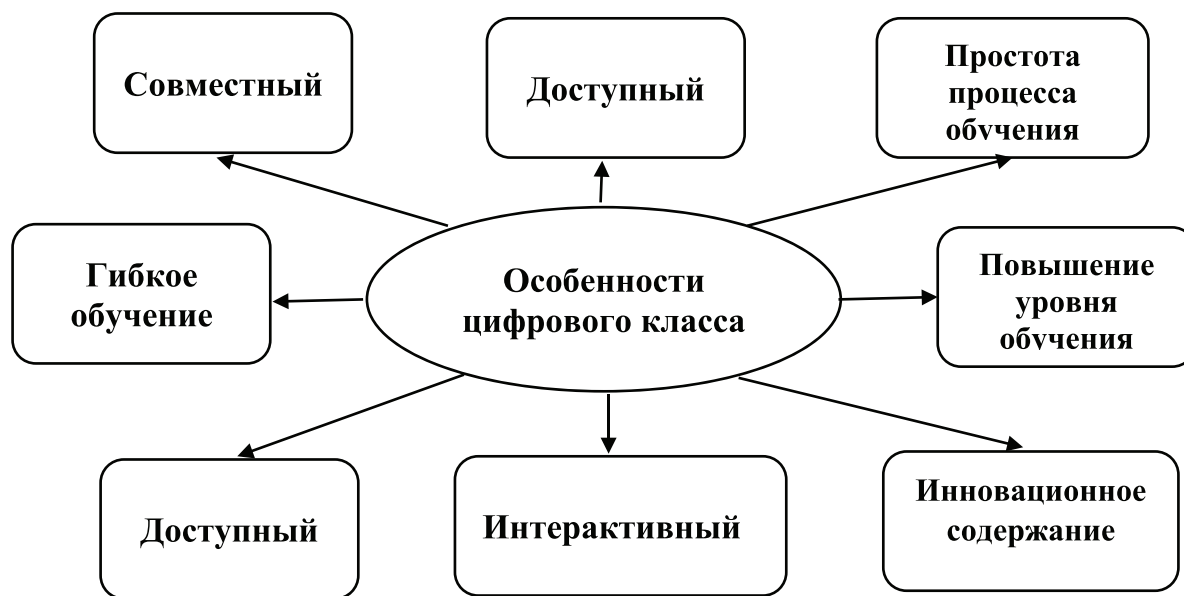 Совместный
Доступный
Простота
процесса
обучения
Гибкое
обучение
Особенности
цифрового класса
Повышение
уровня
обучения
Доступный
Интерактивный
Инновационное
содержание